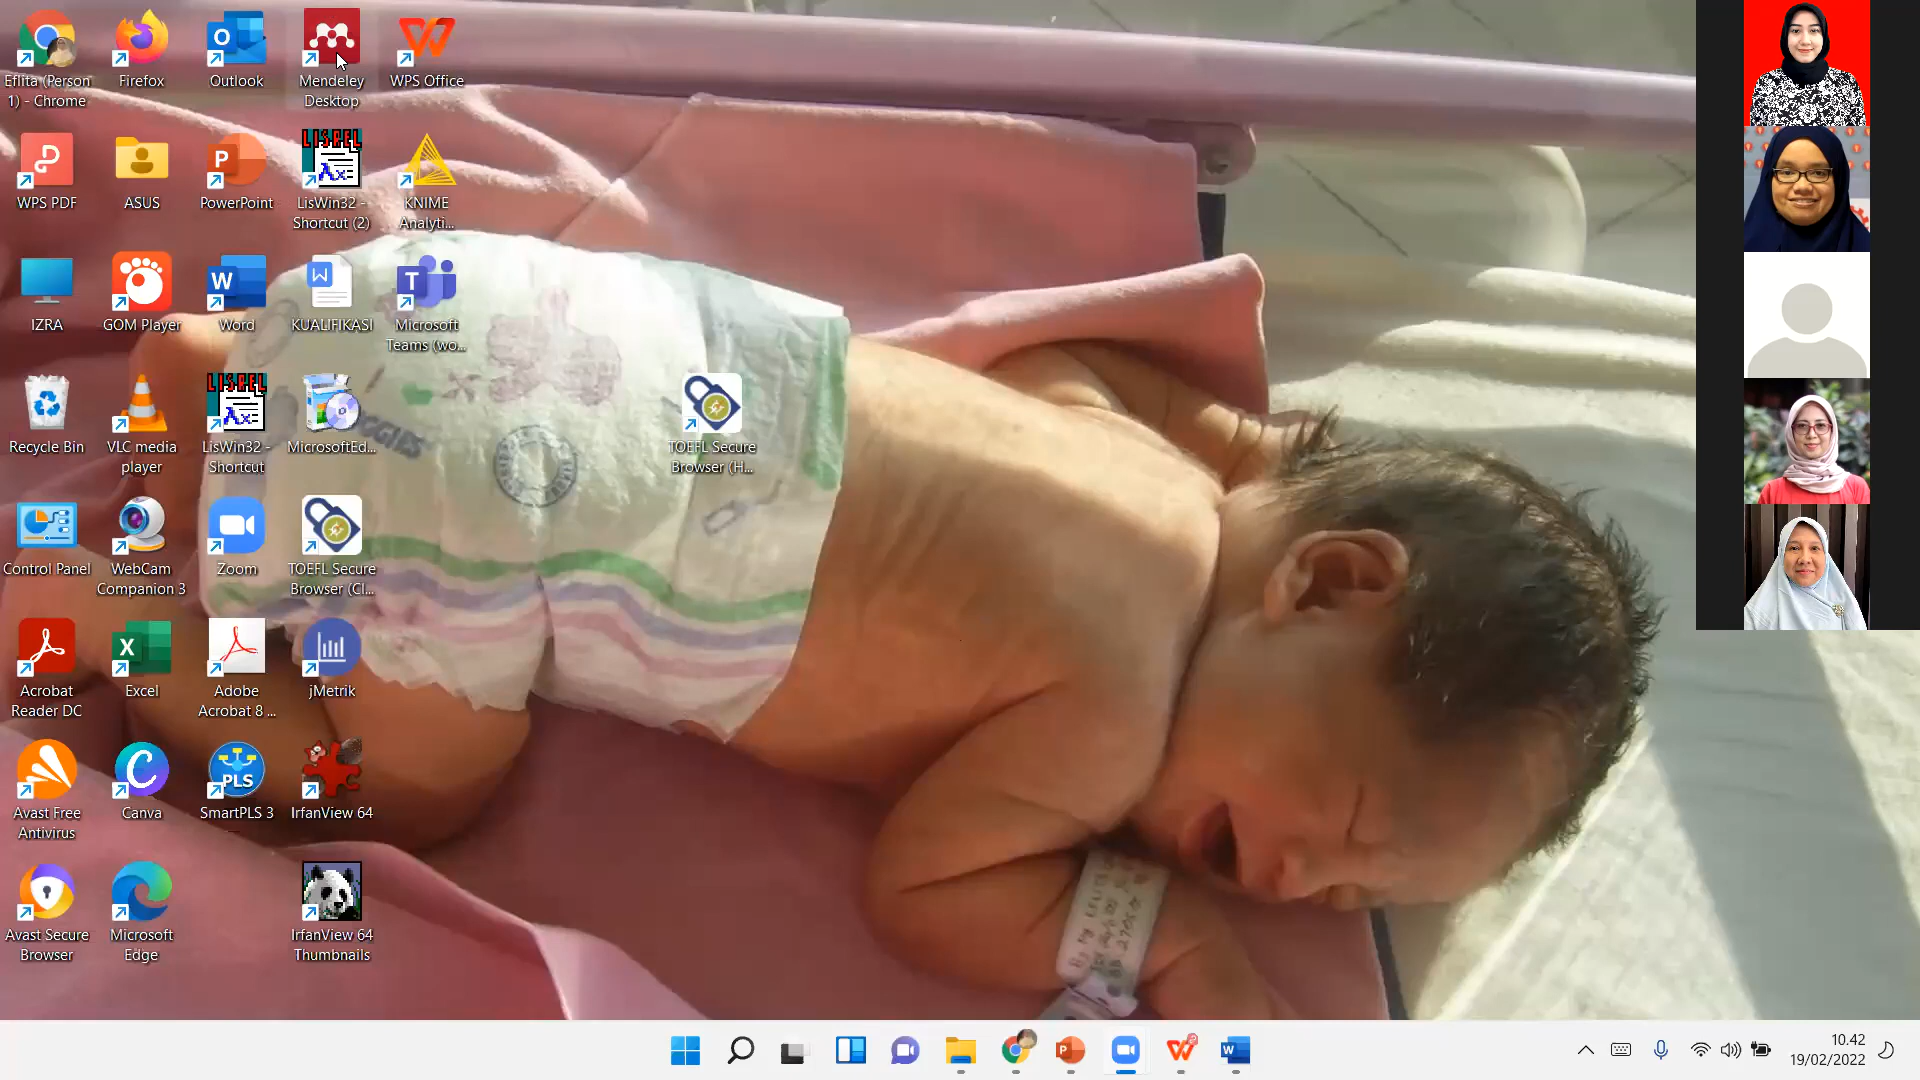 Eflita (Person
1) - Chrome
Firefox
Outlook
Mendeley
Desktop
WPS Office
WPS PDF
ASUS
PowerPoint
LisWin32 -
Shortcut (2)
KNIME
Analyti...
IZRA
GOM Player
Word
KUALIFIKASI
Microsoft
Teams (wo...
Recycle Bin
VLC media
player
LisWin32 -
Shortcut
MicrosoftEd...
TOEFL Secure
Browser (H...
Control Panel
WebCam
Companion 3
Zoom
TOEFL Secure
Browser (Cl...
Acrobat
Reader DC
Excel
Adobe
Acrobat 8 ...
jMetrik
Avast Free
Antivirus
Canva
SmartPLS 3
IrfanView 64
Avast Secure
Browser
Microsoft
Edge
IrfanView 64
Thumbnails
LISREL
LISREL
PLS
10.42
19/02/2022